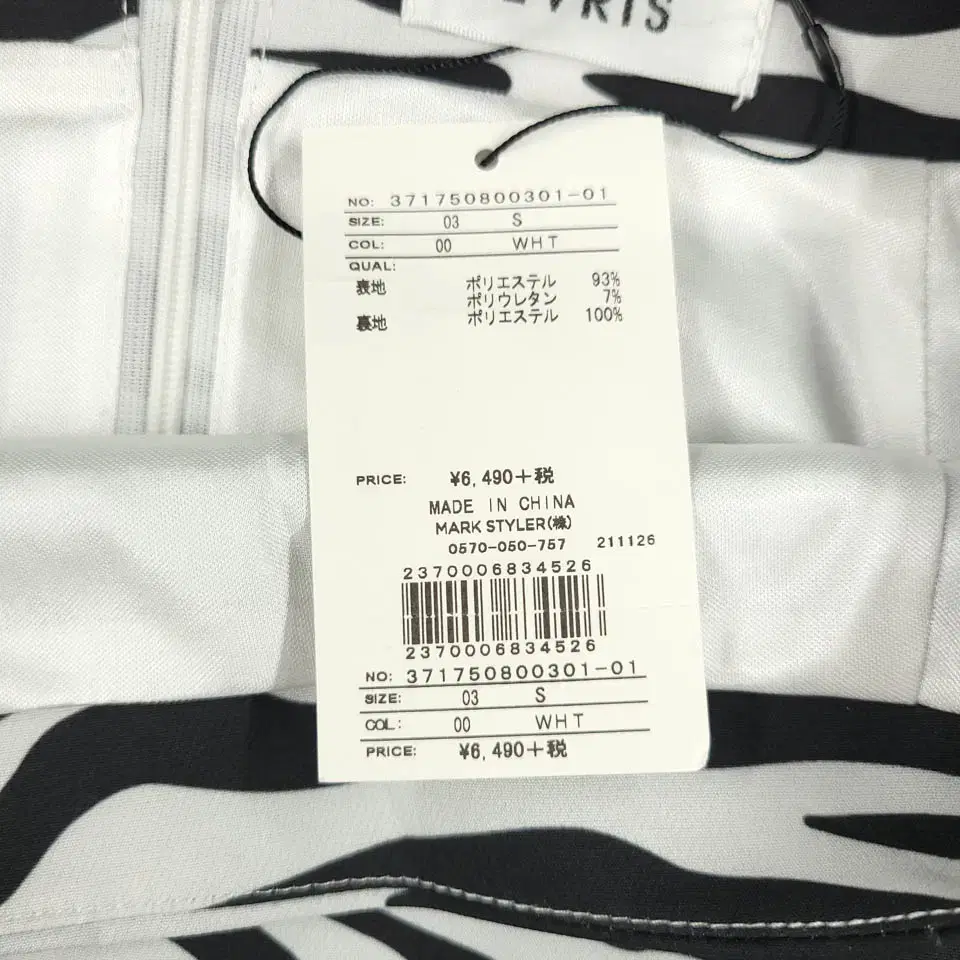 NO: 371750800301-01
SIZE: 03 S
COL: 00 WHT
QUAL:
表地 ポリエステル 93%
ポリウレタン 7%
裏地 ポリエステル 100%
PRICE: ¥6,490+税
MADE IN CHINA
MARK STYLER(株)
0570-050-757 211126
2370006834526
2370006834526
NO: 371750800301-01
SIZE: 03 S
COL: 00 WHT
PRICE: ¥6,490+税